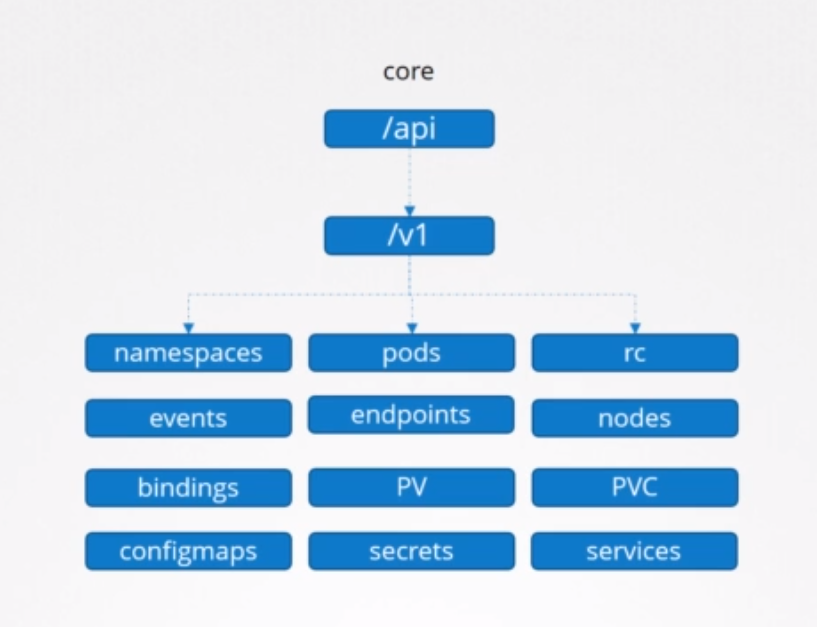 core
/api
/v1
namespaces pods rc
events endpoints nodes
bindings PV PVC
configmaps secrets services